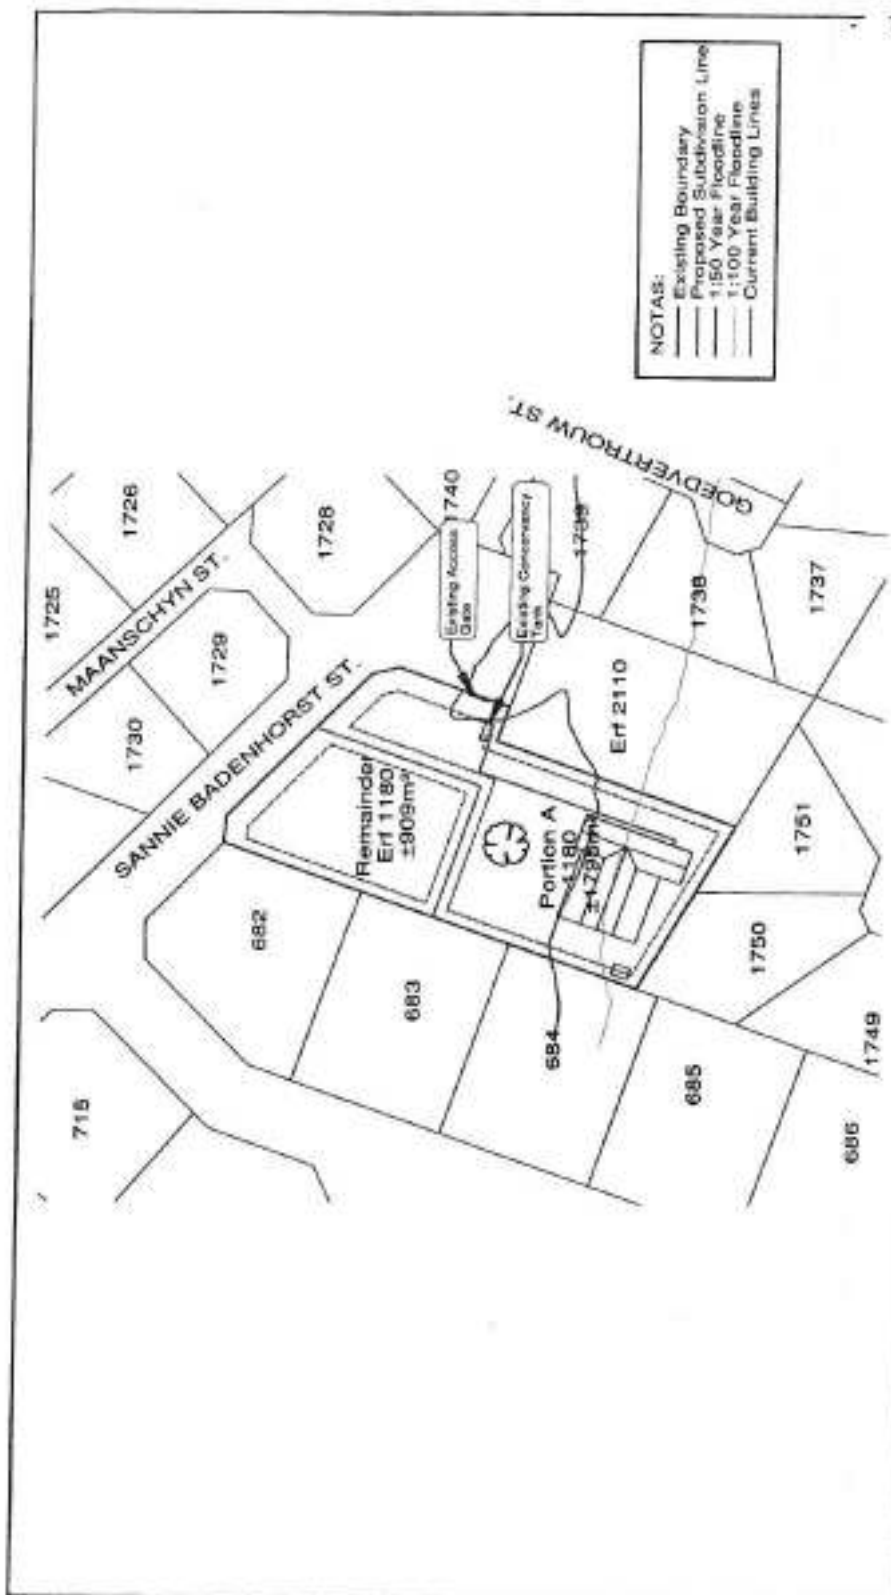 NOTAS:
Existing Boundary
Proposed Subdivision Line
1:50 Year Floodline
1:100 Year Floodline
Current Building Lines
GOEDVERTROUW ST.
MAANSCHYN ST.
SANNIE BADENHORST ST.
1725
1726
1728
1729
1730
1740
1739
1738
1737
Existing Access
Gate
Existing Conservancy
Tank
Erf 2110
Remainder
Erf 1180
±909m²
Portion A
1180
682
683
684
685
686
715
1751
1750
1749